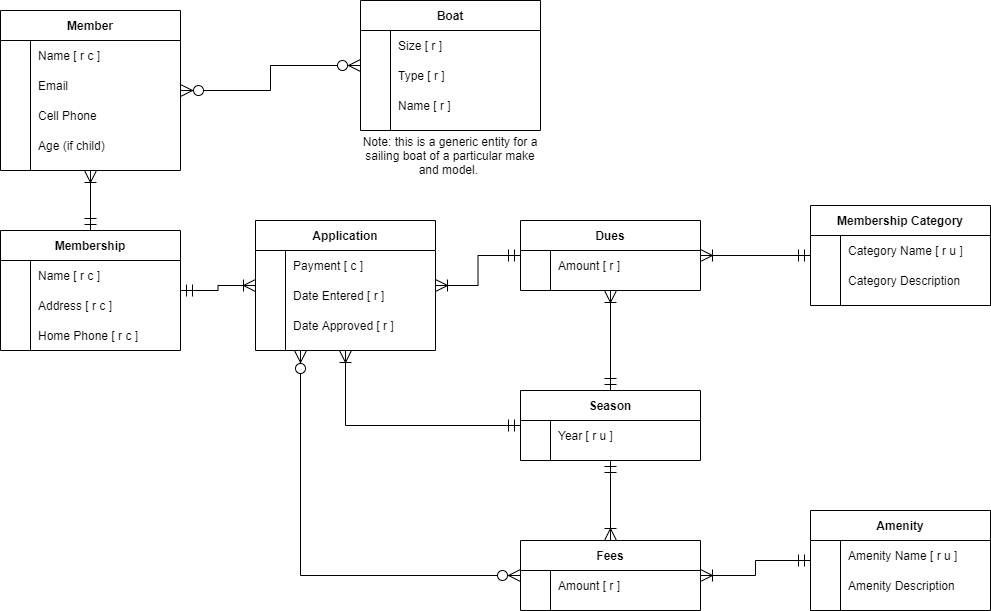 Member
Name [ r c ]
Email
Cell Phone
Age (if child)
Boat
Size [ r ]
Type [ r ]
Name [ r ]
Note: this is a generic entity for a
sailing boat of a particular make
and model.
Membership
Name [ r c ]
Address [ r c ]
Home Phone [ r c ]
Application
Payment [ c ]
Date Entered [ r ]
Date Approved [ r ]
Dues
Amount [ r ]
Membership Category
Category Name [ r u ]
Category Description
Season
Year [ r u ]
Fees
Amount [ r ]
Amenity
Amenity Name [ r u ]
Amenity Description